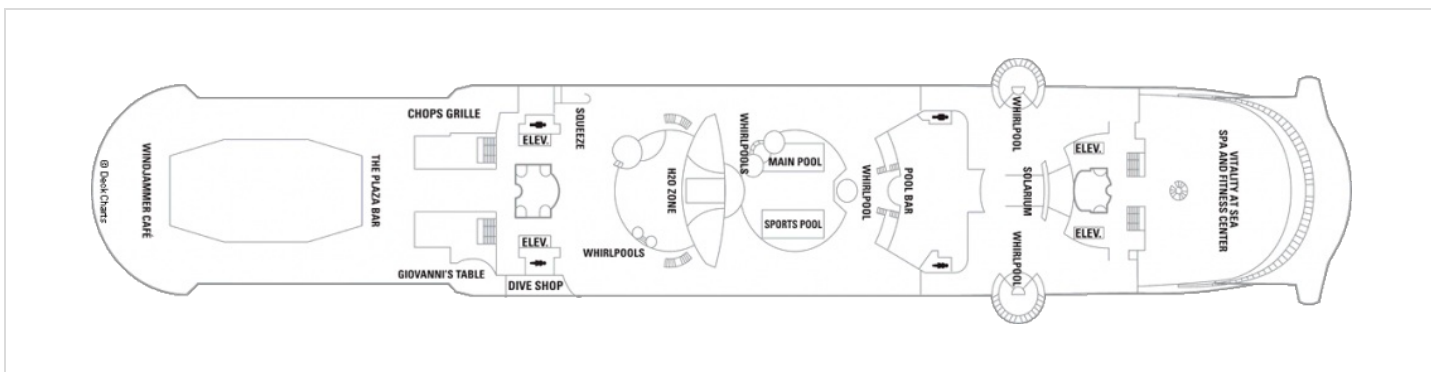 @ Deck Charts
WINDJAMMER CAFÉ
THE PLAZA BAR
CHOPS GRILLE
ELEV.
SQUEEZE
ELEV.
GIOVANNI'S TABLE
DIVE SHOP
WHIRLPOOLS
H2O ZONE
WHIRLPOOLS
MAIN POOL
SPORTS POOL
WHIRLPOOL
POOL BAR
WHIRLPOOL
SOLARIUM
WHIRLPOOL
ELEV.
ELEV.
VITALITY AT SEA
SPA AND FITNESS CENTER